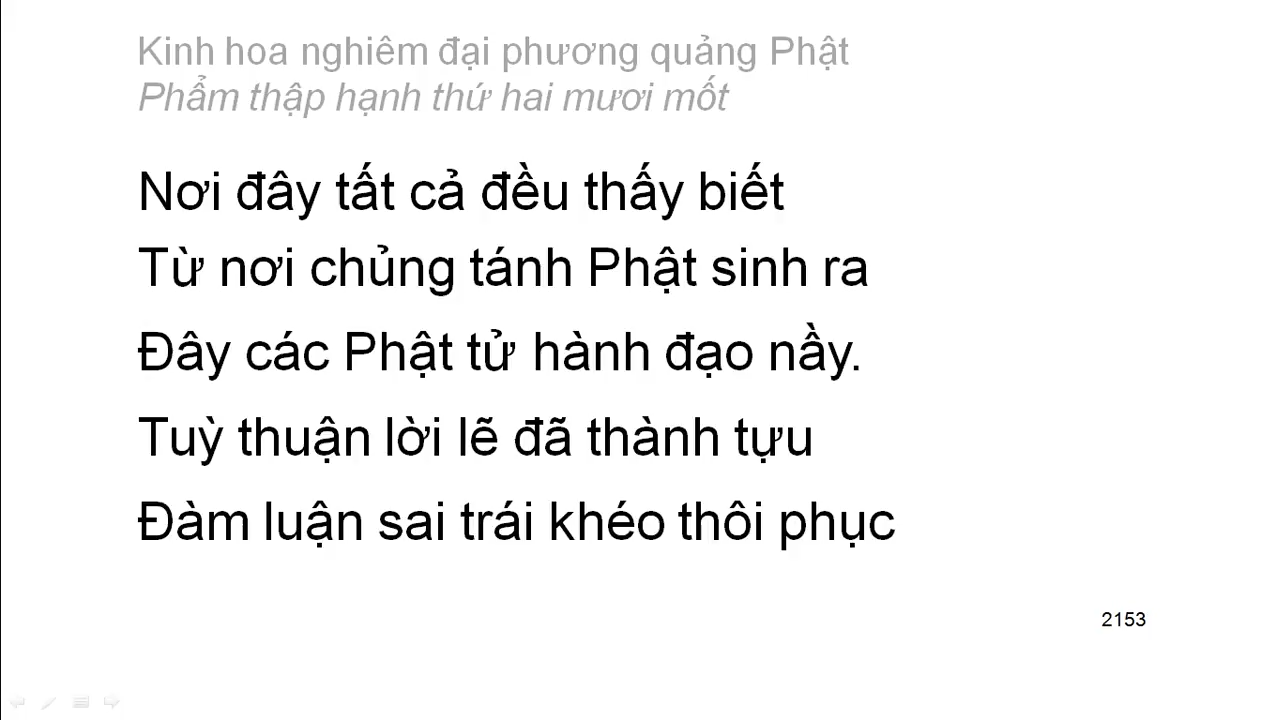 Kinh hoa nghiêm đại phương quảng Phật
Phẩm thập hạnh thứ hai mươi mốt
Nơi đây tất cả đều thấy biết
Từ nơi chủng tánh Phật sinh ra
Đây các Phật tử hành đạo nầy.
Tuỳ thuận lời lẽ đã thành tựu
Đàm luận sai trái khéo thôi phục
2153